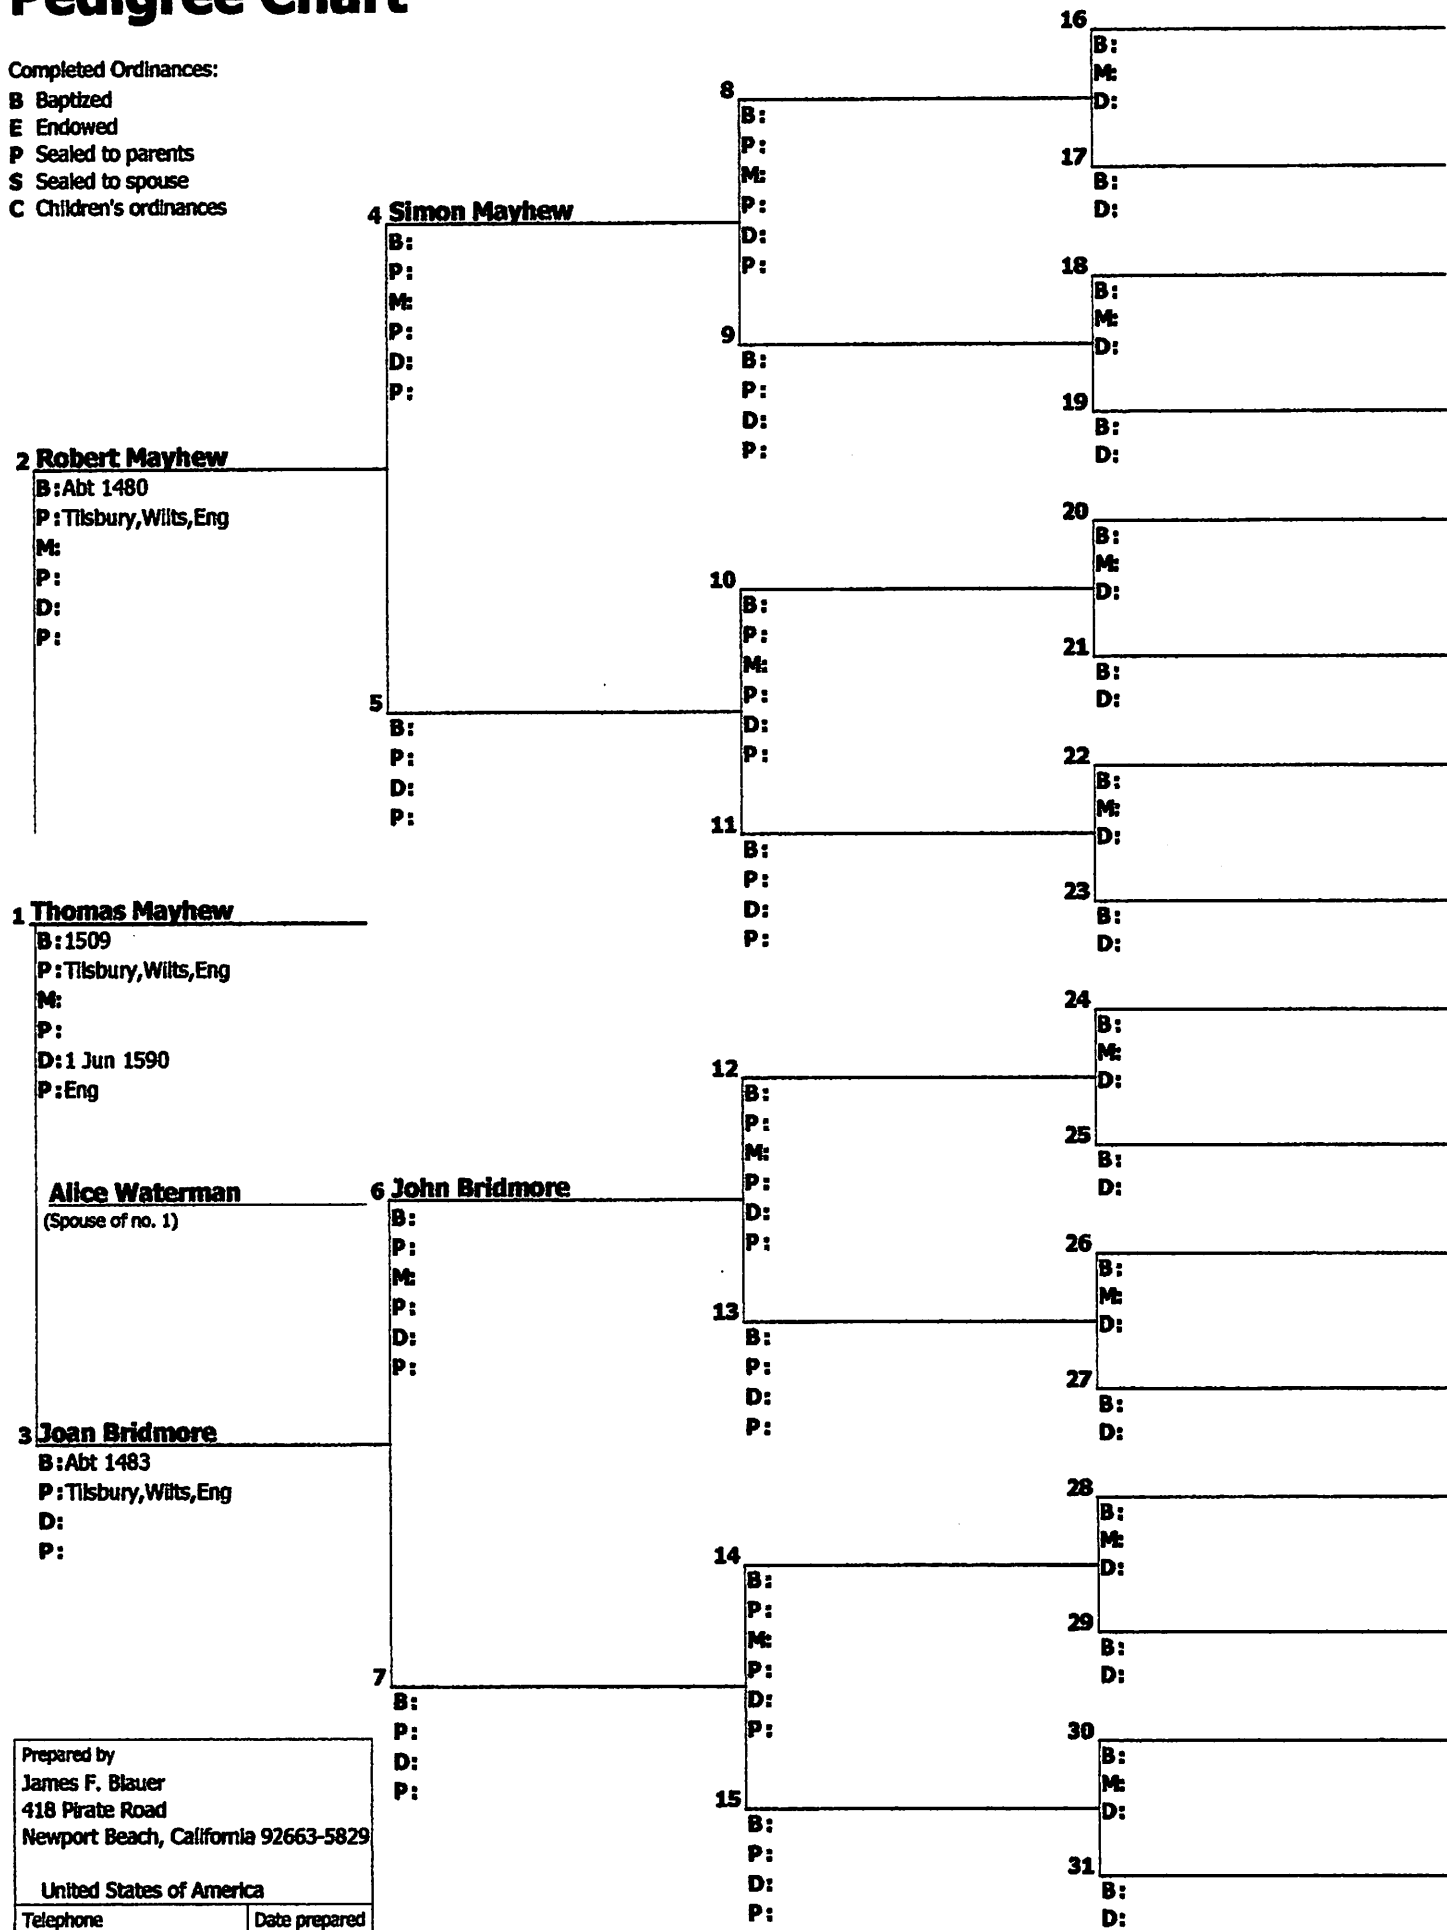 Pedigree Chart
Completed Ordinances:
B Baptized
E Endowed
P Sealed to parents
S Sealed to spouse
C Children's ordinances
2 Robert Mayhew
B:Abt 1480
P:Tilsbury,Wilts,Eng
M:
P:
D:
P:
1 Thomas Mayhew
B:1509
P:Tilsbury,Wilts,Eng
M:
P:
D:1 Jun 1590
P:Eng
Alice Waterman
(Spouse of no. 1)
3 Joan Bridmore
B:Abt 1483
P:Tilsbury,Wilts,Eng
D:
P:
Prepared by
James F. Blauer
418 Pirate Road
Newport Beach, California 92663-5829
United States of America
Telephone
Date prepared
4 Simon Mayhew
B:
P:
M:
P:
D:
P:
5
B:
P:
D:
P:
6 John Bridmore
B:
P:
M:
P:
D:
P:
7
B:
P:
D:
P:
8
B:
P:
M:
P:
D:
P:
9
B:
P:
D:
P:
10
B:
P:
M:
P:
D:
P:
11
B:
P:
D:
P:
12
B:
P:
M:
P:
D:
P:
13
B:
P:
D:
P:
14
B:
P:
M:
P:
D:
P:
15
B:
P:
D:
P:
16
B:
M:
D:
17
B:
D:
18
B:
M:
D:
19
B:
D:
20
B:
M:
D:
21
B:
D:
22
B:
M:
D:
23
B:
D:
24
B:
M:
D:
25
B:
D:
26
B:
M:
D:
27
B:
D:
28
B:
M:
D:
29
B:
D:
30
B:
M:
D:
31
B:
D: